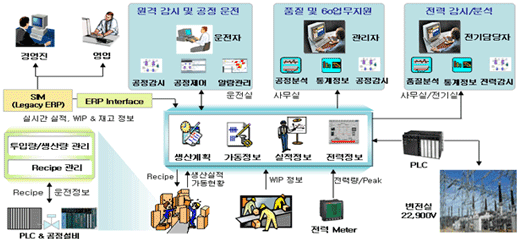 원격 감시 및 공정 운전
품질 및 6σ업무지원
전력 감시/분석
운전자
관리자
전기담당자
경영진
영업
공정감시
공정제어
알람관리
공정분석
통계정보
공정감시
품질분석
통계정보
전력감시
운전실
사무실
사무실/전기실
SIM
(Legacy ERP)
ERP Interface
실시간 실적, WIP & 재고 정보
투입량/생산량 관리
Recipe 관리
생산계획
가동정보
실적정보
전력정보
PLC
Recipe
운전정보
Recipe
생산실적
가동현황
WIP 정보
전력량/Peak
변전실
22,900V
PLC & 공정설비
전력 Meter